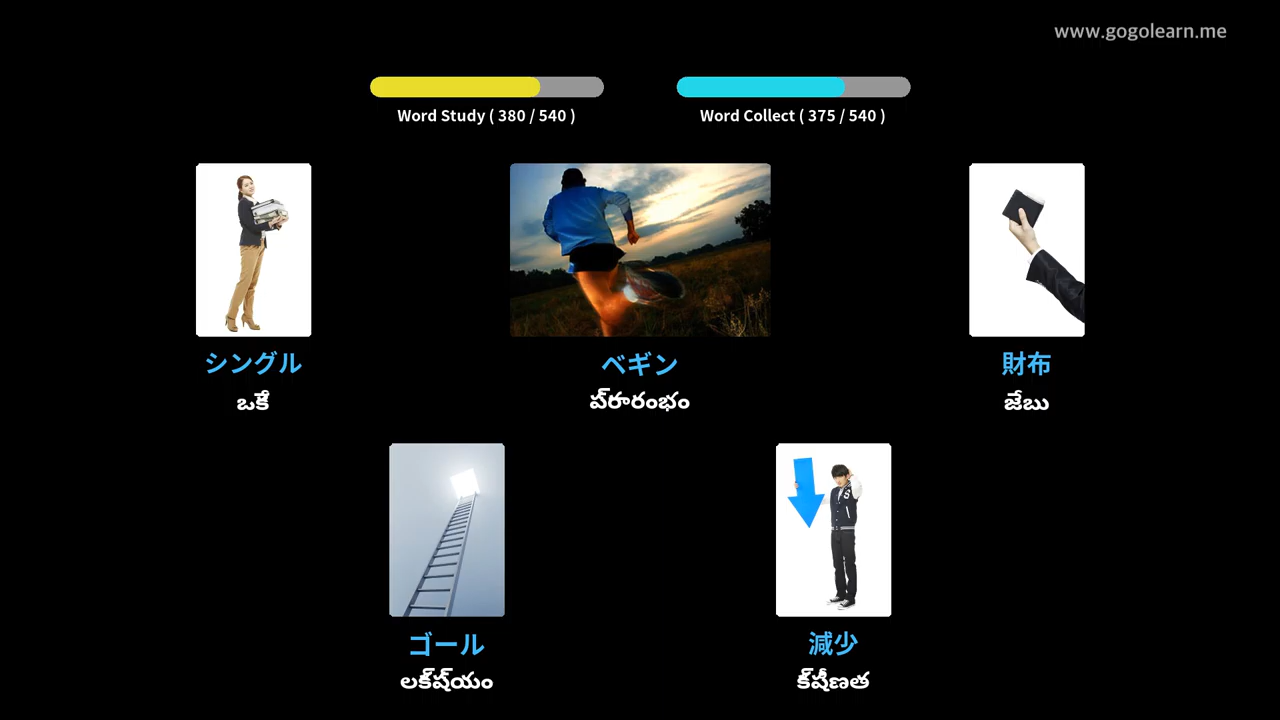 www.gogolearn.me
Word Study ( 380 / 540 )
Word Collect ( 375 / 540 )
シングル
ベギン
財布
ఒకే
ప్రారంభం
జేబు
ゴール
減少
లక్ష్యం
క్షీణత